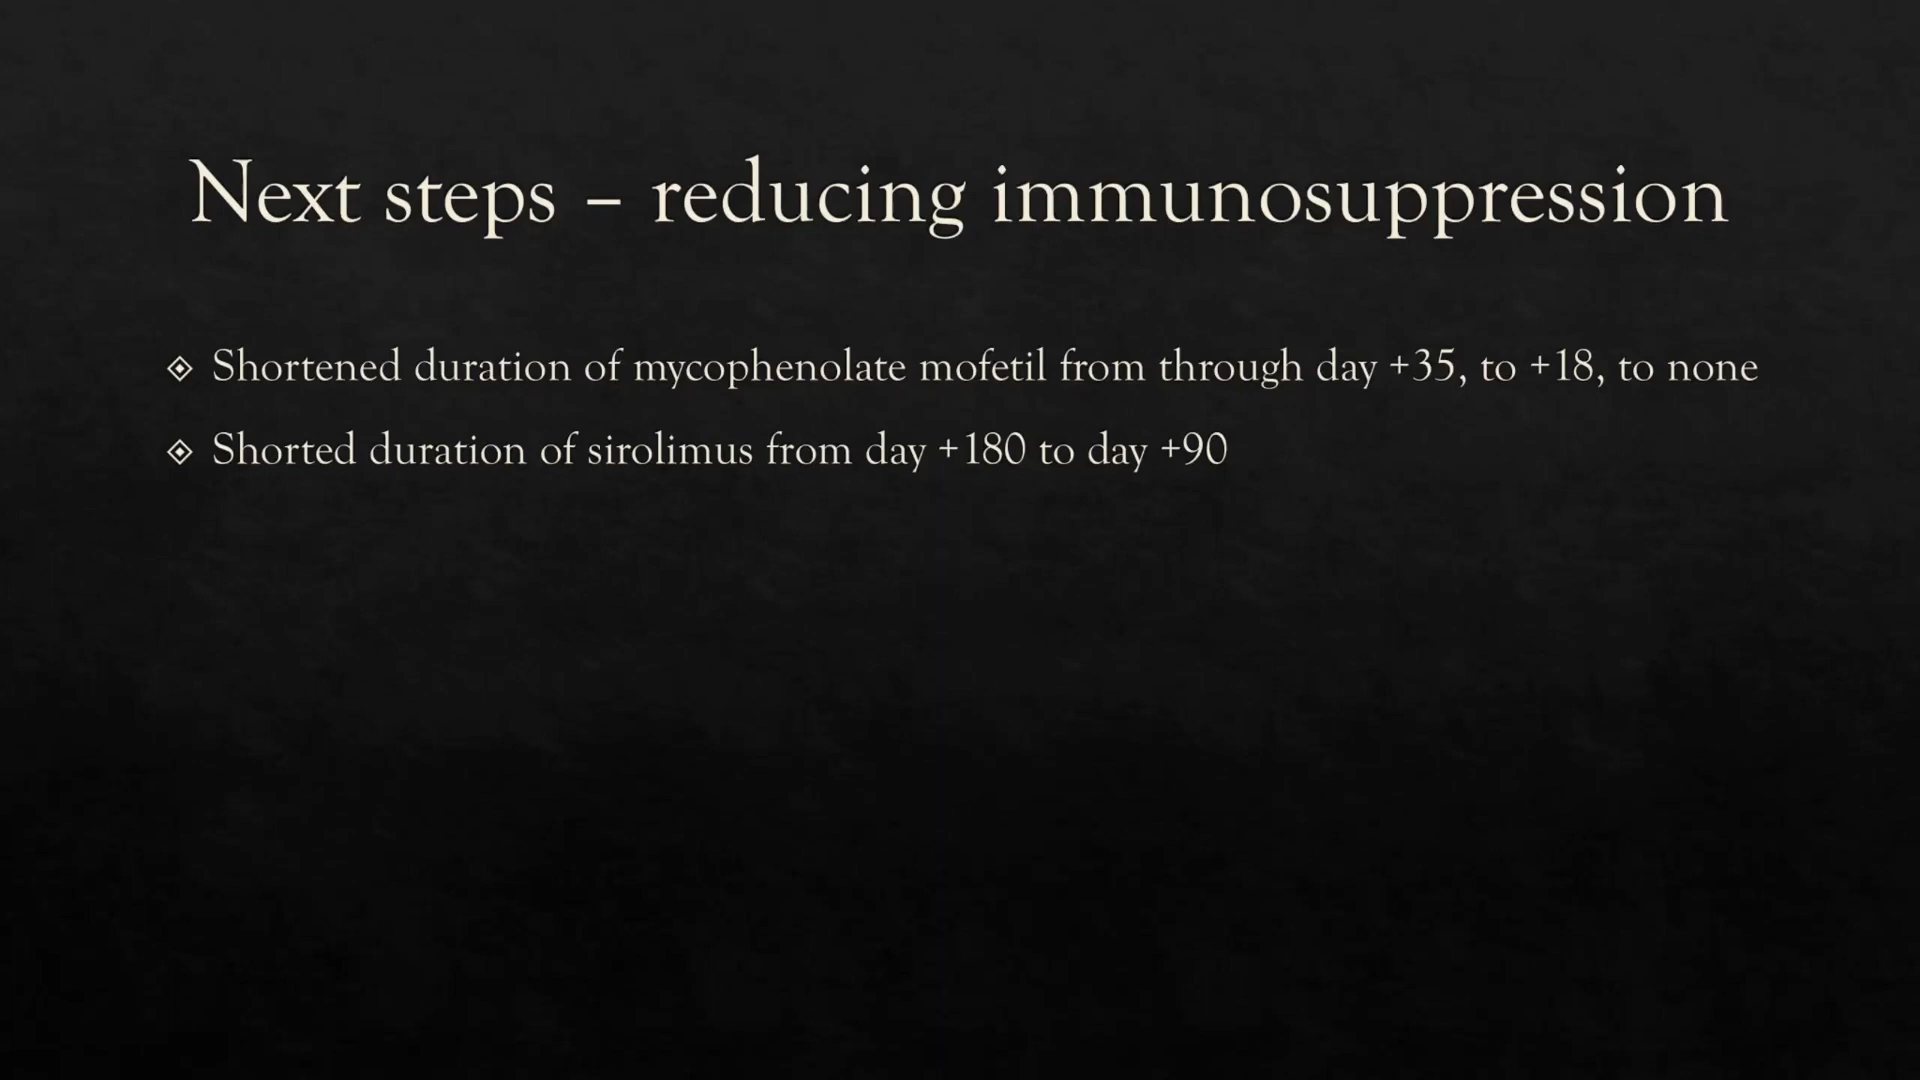 Next steps – reducing immunosuppression
Shortened duration of mycophenolate mofetil from through day +35, to +18, to none
Shorted duration of sirolimus from day +180 to day +90